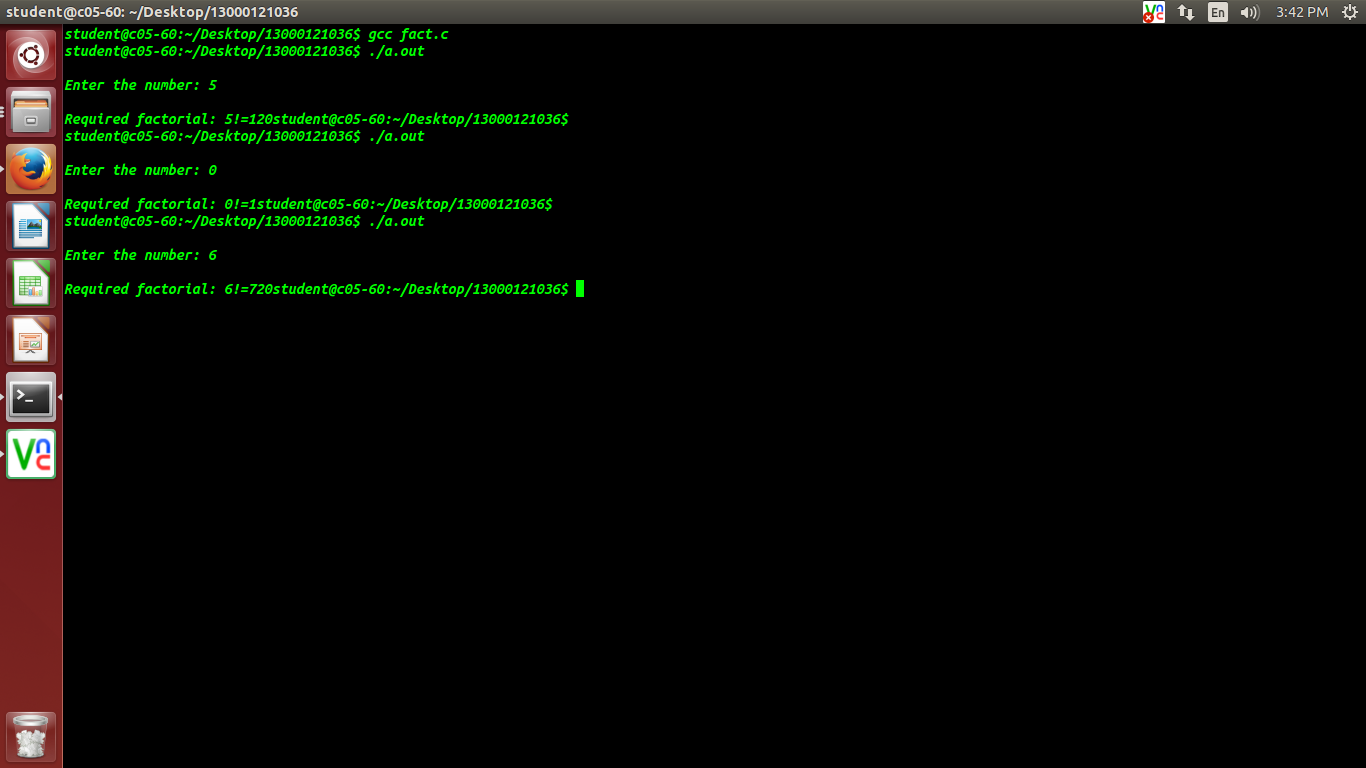 student@c05-60: ~/Desktop/13000121036
En
3:42 PM
student@c05-60:~/Desktop/13000121036$ gcc fact.c
student@c05-60:~/Desktop/13000121036$ ./a.out
Enter the number: 5
Required factorial: 5!=120student@c05-60:~/Desktop/13000121036$
student@c05-60:~/Desktop/13000121036$ ./a.out
Enter the number: 0
Required factorial: 0!=1student@c05-60:~/Desktop/13000121036$
student@c05-60:~/Desktop/13000121036$ ./a.out
Enter the number: 6
Required factorial: 6!=720student@c05-60:~/Desktop/13000121036$
>_
Vnc